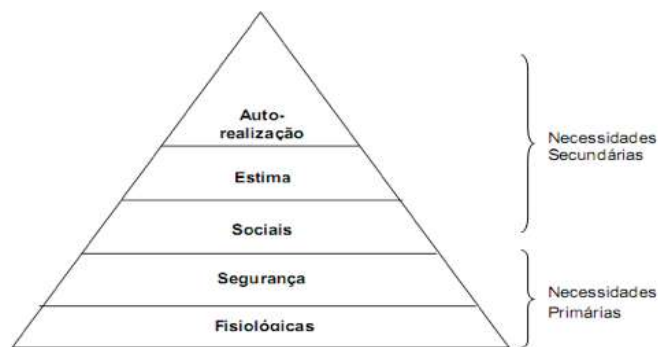 Auto-
realização
Estima
Sociais
Segurança
Fisiológicas
Necessidades
Secundárias
Necessidades
Primárias